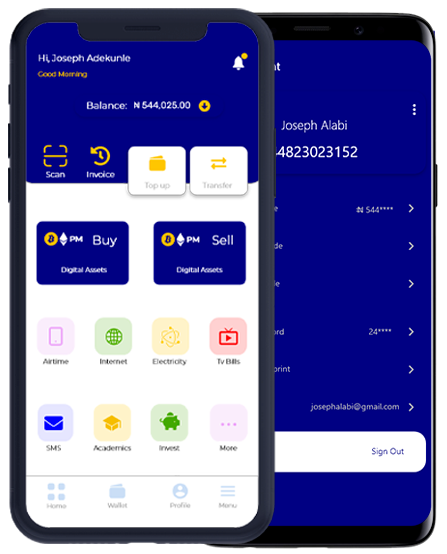 Hi, Joseph Adekunle
Good Morning
Balance: ₦ 544,025.00
Scan
Invoice
Top up
Transfer
PM Buy
Digital Assets
PM Sell
Digital Assets
Airtime
Internet
Electricity
Tv Bills
SMS
Academics
Invest
More
Home
Wallet
Profile
Menu
nt
Joseph Alabi
4823023152
e
₦ 544****
de
le
ord
24****
print
josephalabi@gmail.com
Sign Out